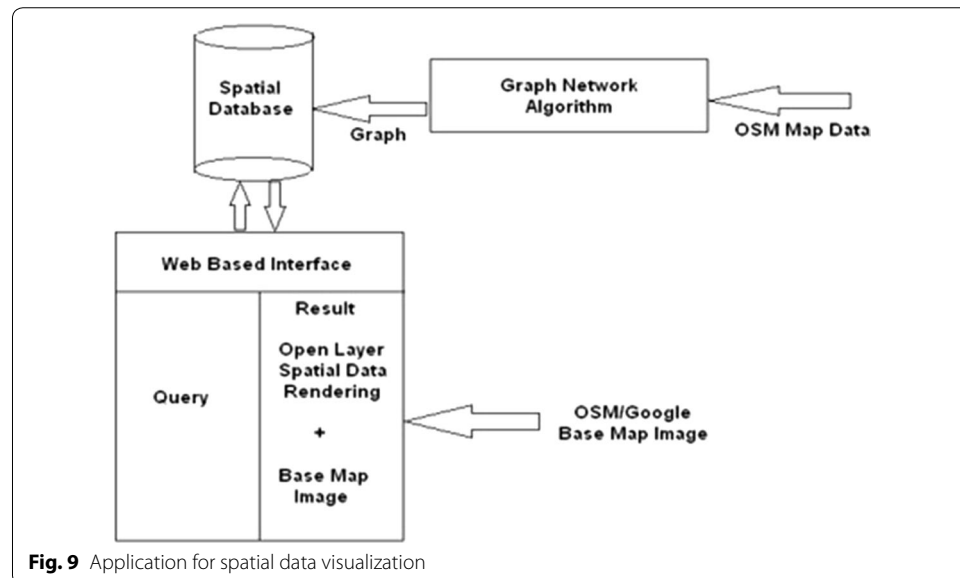 Spatial
Database
Graph
Graph Network
Algorithm
OSM Map Data
Web Based Interface
Query
Result
Open Layer
Spatial Data
Rendering
+
Base Map
Image
OSM/Google
Base Map Image
Fig. 9 Application for spatial data visualization